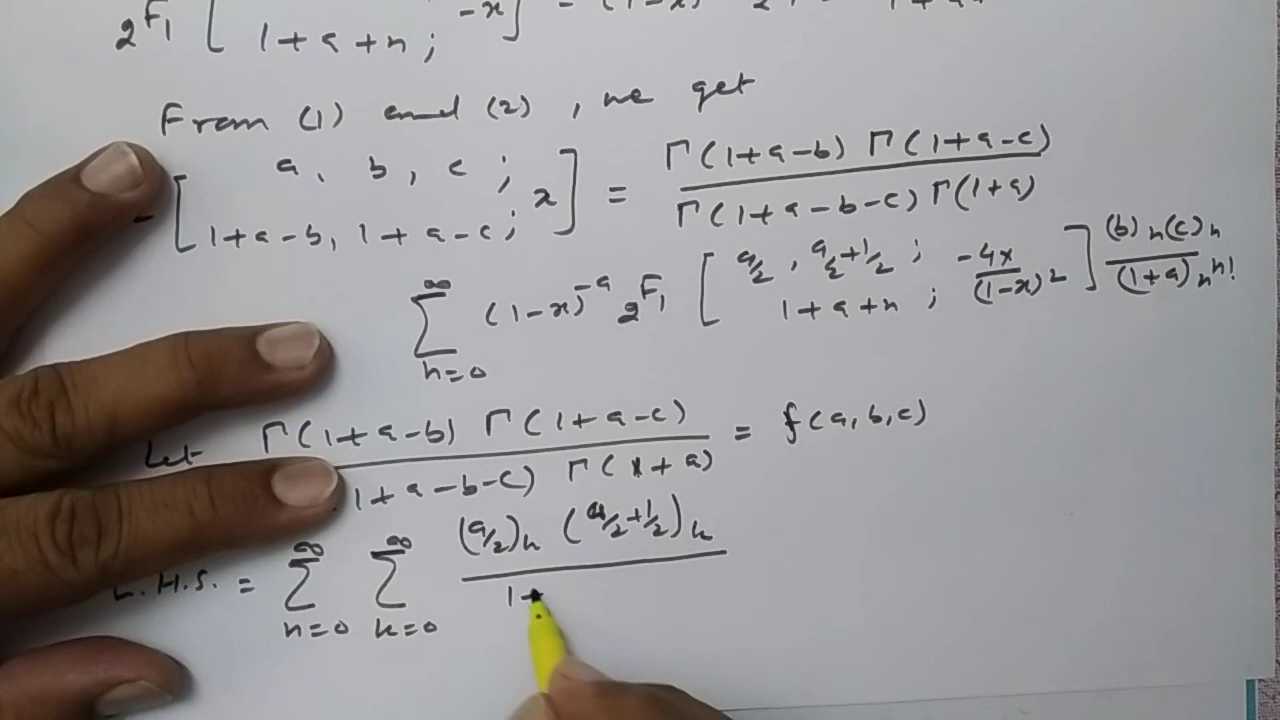 2F1 [ 1+a+n ; -x ]
From (1) and (2), we get
[ a, b, c ; 1+a-b, 1+a-c ; x ] = Γ(1+a-b) Γ(1+a-c) / Γ(1+a-b-c) Γ(1+a)
∑ n=0 ∞ (1-x)^-a 2F1 [ a/2, a/2+1/2 ; 1+a+n ; -4x/(1-x)^2 ] (b)n (c)n / (1+a)n n!
Let Γ(1+a-b) Γ(1+a-c) / 1+a-b-c) Γ(1+a) = f(a,b,c)
L.H.S. = ∑ n=0 ∞ ∑ k=0 ∞ (a/2)k (a/2+1/2)k / 1+